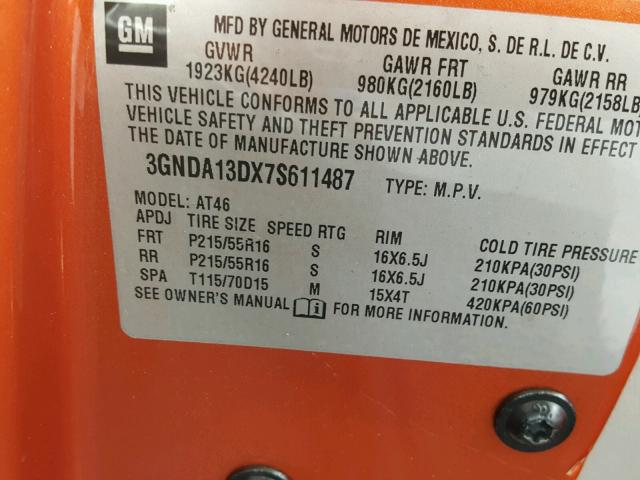 GM
MFD BY GENERAL MOTORS DE MEXICO, S. DE R.L. DE C.V.
GVWR GAWR FRT GAWR RR
1923KG(4240LB) 980KG(2160LB) 979KG(2158LB
THIS VEHICLE CONFORMS TO ALL APPLICABLE U.S. FEDERAL MOT
VEHICLE SAFETY AND THEFT PREVENTION STANDARDS IN EFFECT
THE DATE OF MANUFACTURE SHOWN ABOVE.
3GNDA13DX7S611487 TYPE: M.P.V.
MODEL: AT46
APDJ TIRE SIZE SPEED RTG RIM COLD TIRE PRESSURE
FRT P215/55R16 S 16X6.5J 210KPA(30PSI)
RR P215/55R16 S 16X6.5J 210KPA(30PSI)
SPA T115/70D15 M 15X4T 420KPA(60PSI)
SEE OWNER'S MANUAL i FOR MORE INFORMATION.